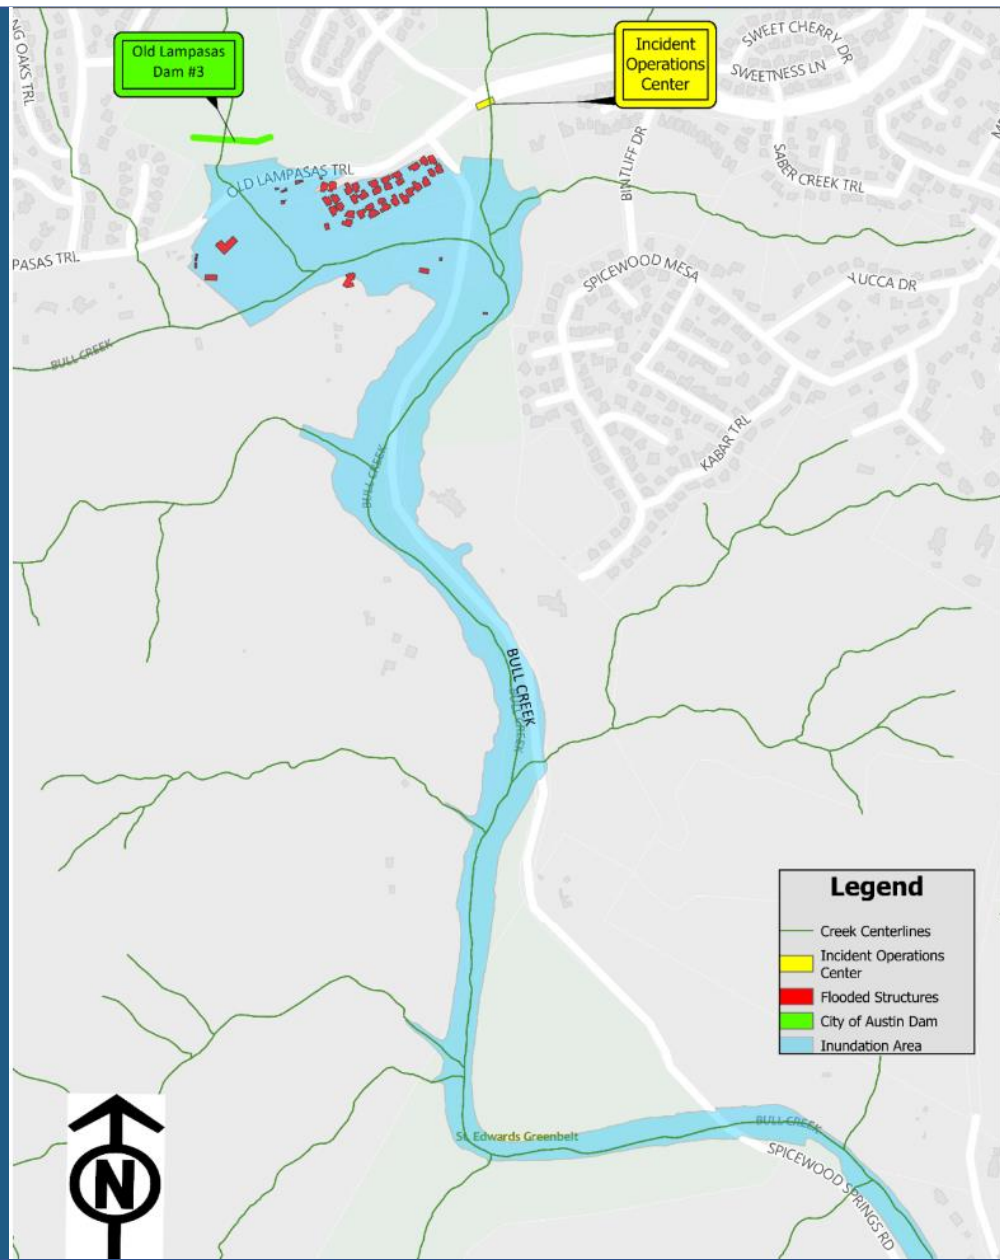 NG OAKS TRL
Old Lampasas
Dam #3
Incident
Operations
Center
SWEET CHERRY DR
SWEETNESS LN
BINTLIFF DR
SABER CREEK TRL
OLD LAMPASAS TRL
PASAS TRL
SPICEWOOD MESA
YUCCA DR
BULL CREEK
KABAR TRL
BULL CREEK
BULL CREEK
BULL CREEK
Legend
Creek Centerlines
Incident Operations
Center
Flooded Structures
City of Austin Dam
Inundation Area
N
St. Edwards Greenbelt
BULL CREEK
SPICEWOOD SPRINGS RD